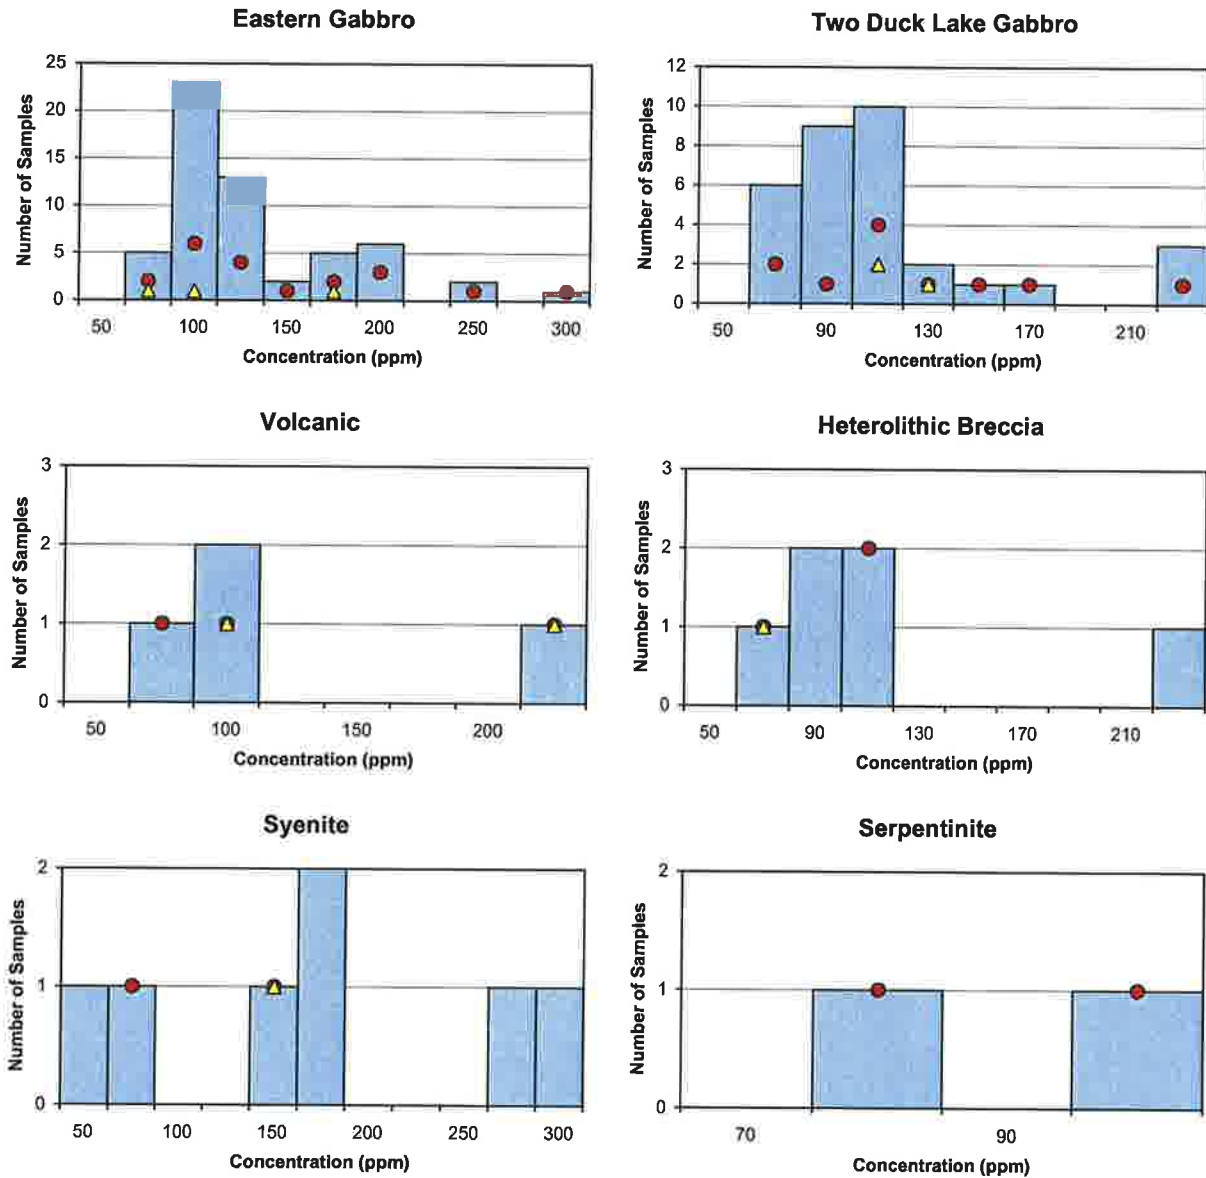 Eastern Gabbro
25
20
15
10
5
0
Number of Samples
50 100 150 200 250 300
Concentration (ppm)
Two Duck Lake Gabbro
12
10
8
6
4
2
0
Number of Samples
50 90 130 170 210
Concentration (ppm)
Volcanic
3
2
1
0
Number of Samples
50 100 150 200
Concentration (ppm)
Heterolithic Breccia
3
2
1
0
Number of Samples
50 90 130 170 210
Concentration (ppm)
Syenite
2
1
0
Number of Samples
50 100 150 200 250 300
Concentration (ppm)
Serpentinite
2
1
0
Number of Samples
70 90
Concentration (ppm)